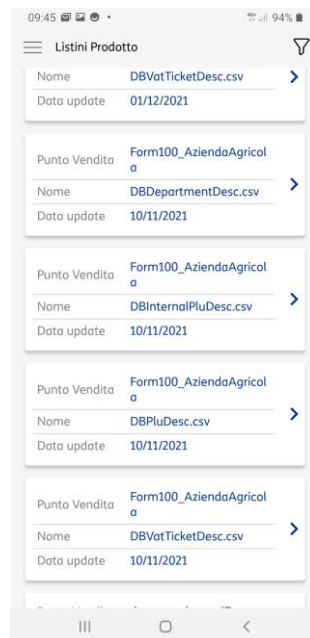 09:45
94%
Listini Prodotto
Nome DBVatTicketDesc.csv
Data update 01/12/2021
Punto Vendita Form100_AziendaAgricol
a
Nome DBDepartmentDesc.csv
Data update 10/11/2021
Punto Vendita Form100_AziendaAgricol
a
Nome DBInternalPluDesc.csv
Data update 10/11/2021
Punto Vendita Form100_AziendaAgricol
a
Nome DBPluDesc.csv
Data update 10/11/2021
Punto Vendita Form100_AziendaAgricol
a
Nome DBVatTicketDesc.csv
Data update 10/11/2021